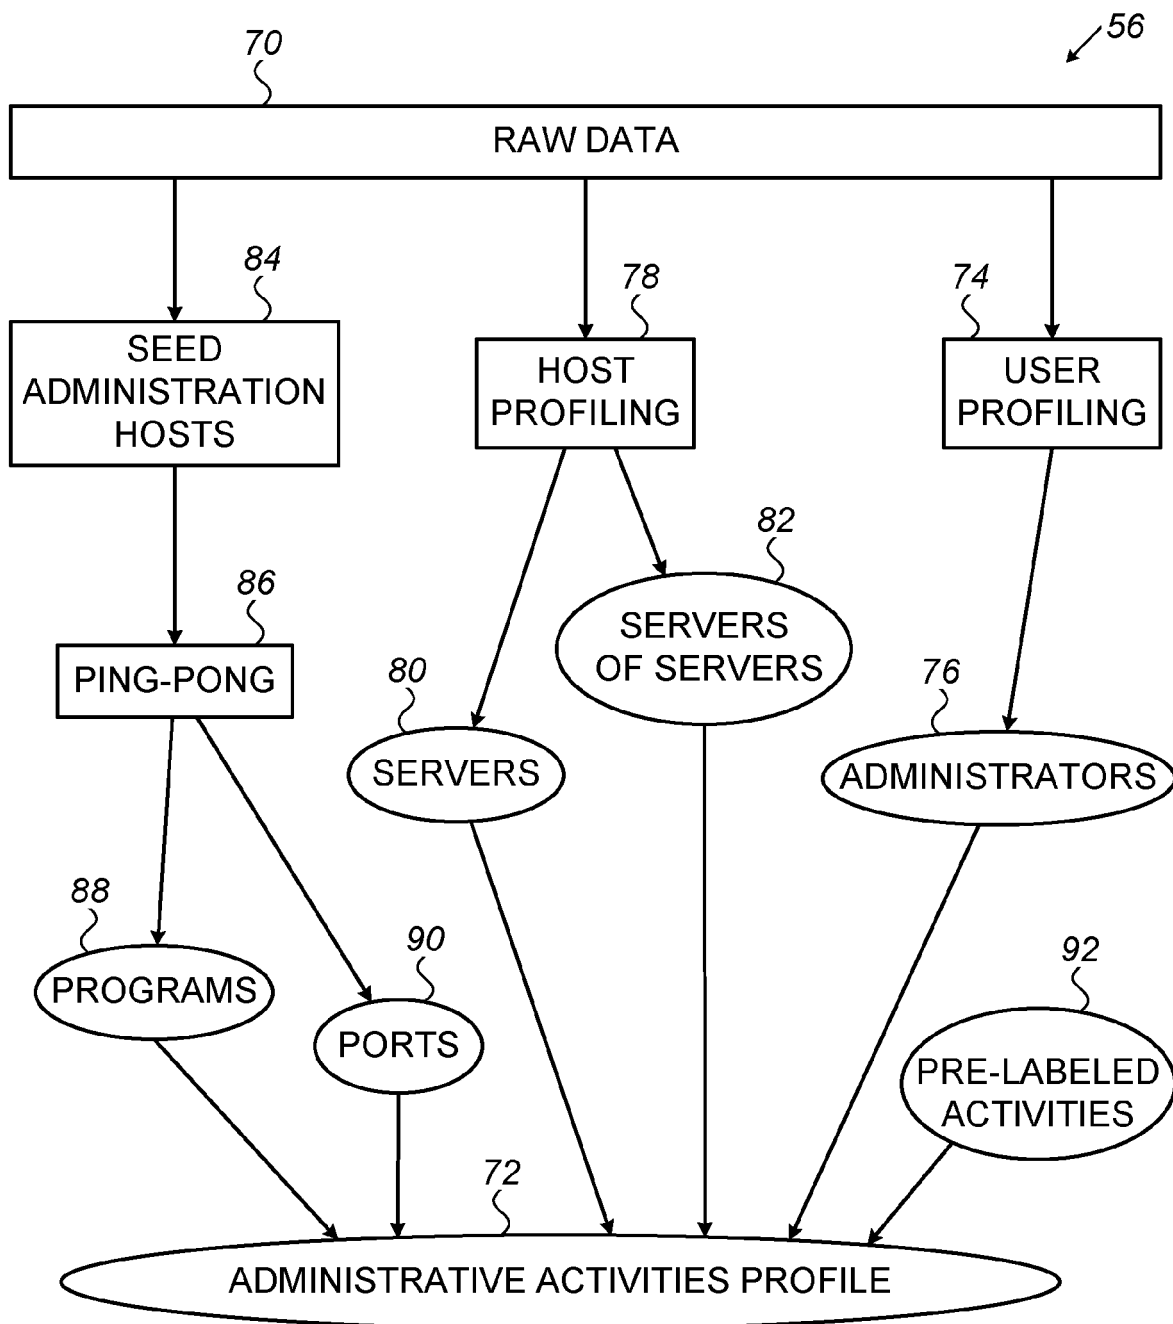 56
70
RAW DATA
84
78
74
SEED
ADMINISTRATION
HOSTS
HOST
PROFILING
USER
PROFILING
82
SERVERS
OF SERVERS
86
PING-PONG
80
SERVERS
76
ADMINISTRATORS
88
PROGRAMS
90
PORTS
92
PRE-LABELED
ACTIVITIES
72
ADMINISTRATIVE ACTIVITIES PROFILE